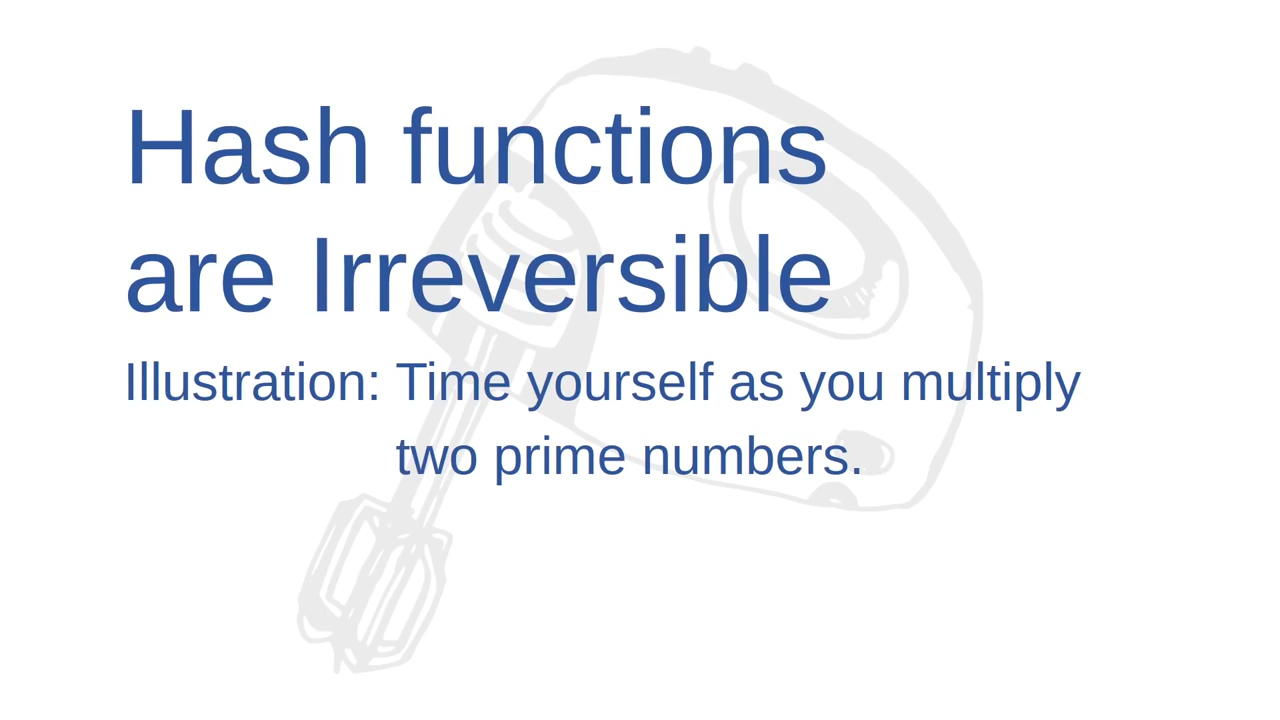 Hash functions
are Irreversible
Illustration: Time yourself as you multiply
two prime numbers.